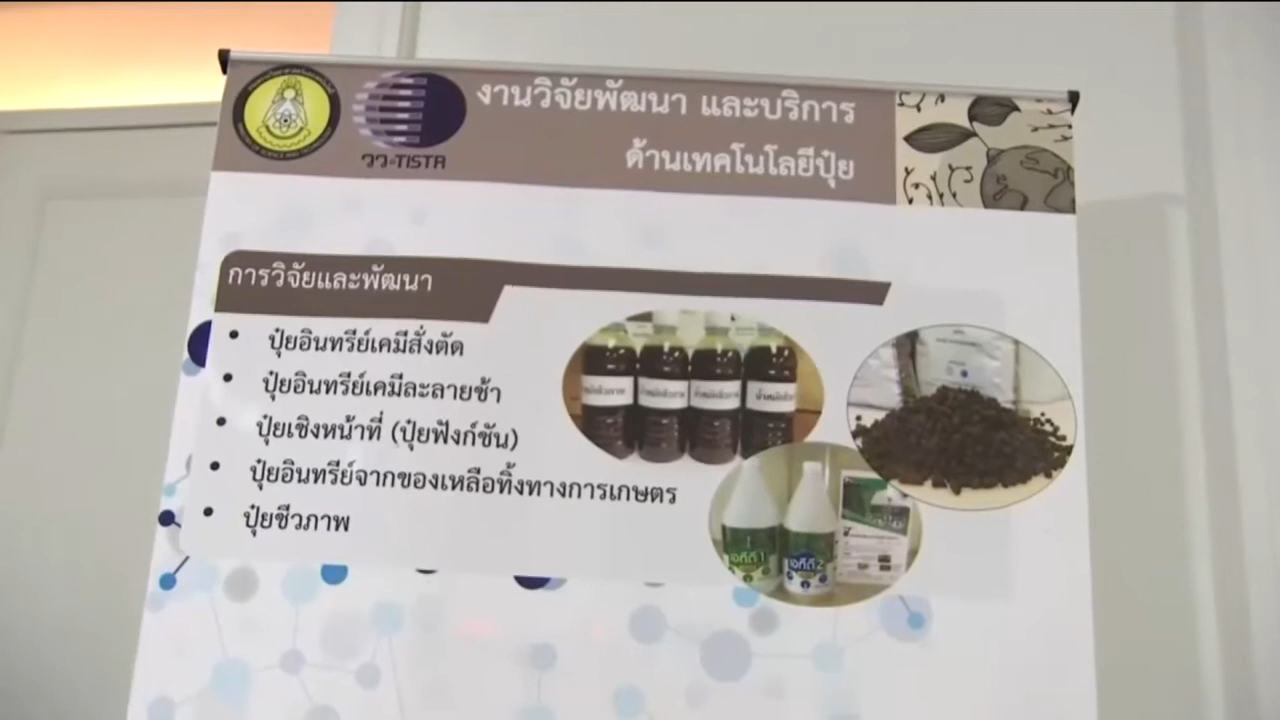 วว-TISTR
งานวิจัยพัฒนา และบริการ
ด้านเทคโนโลยีปุ๋ย
การวิจัยและพัฒนา
• ปุ๋ยอินทรีย์เคมีสั่งตัด
• ปุ๋ยอินทรีย์เคมีละลายช้า
• ปุ๋ยเชิงหน้าที่ (ปุ๋ยฟังก์ชัน)
• ปุ๋ยอินทรีย์จากของเหลือทิ้งทางการเกษตร
• ปุ๋ยชีวภาพ